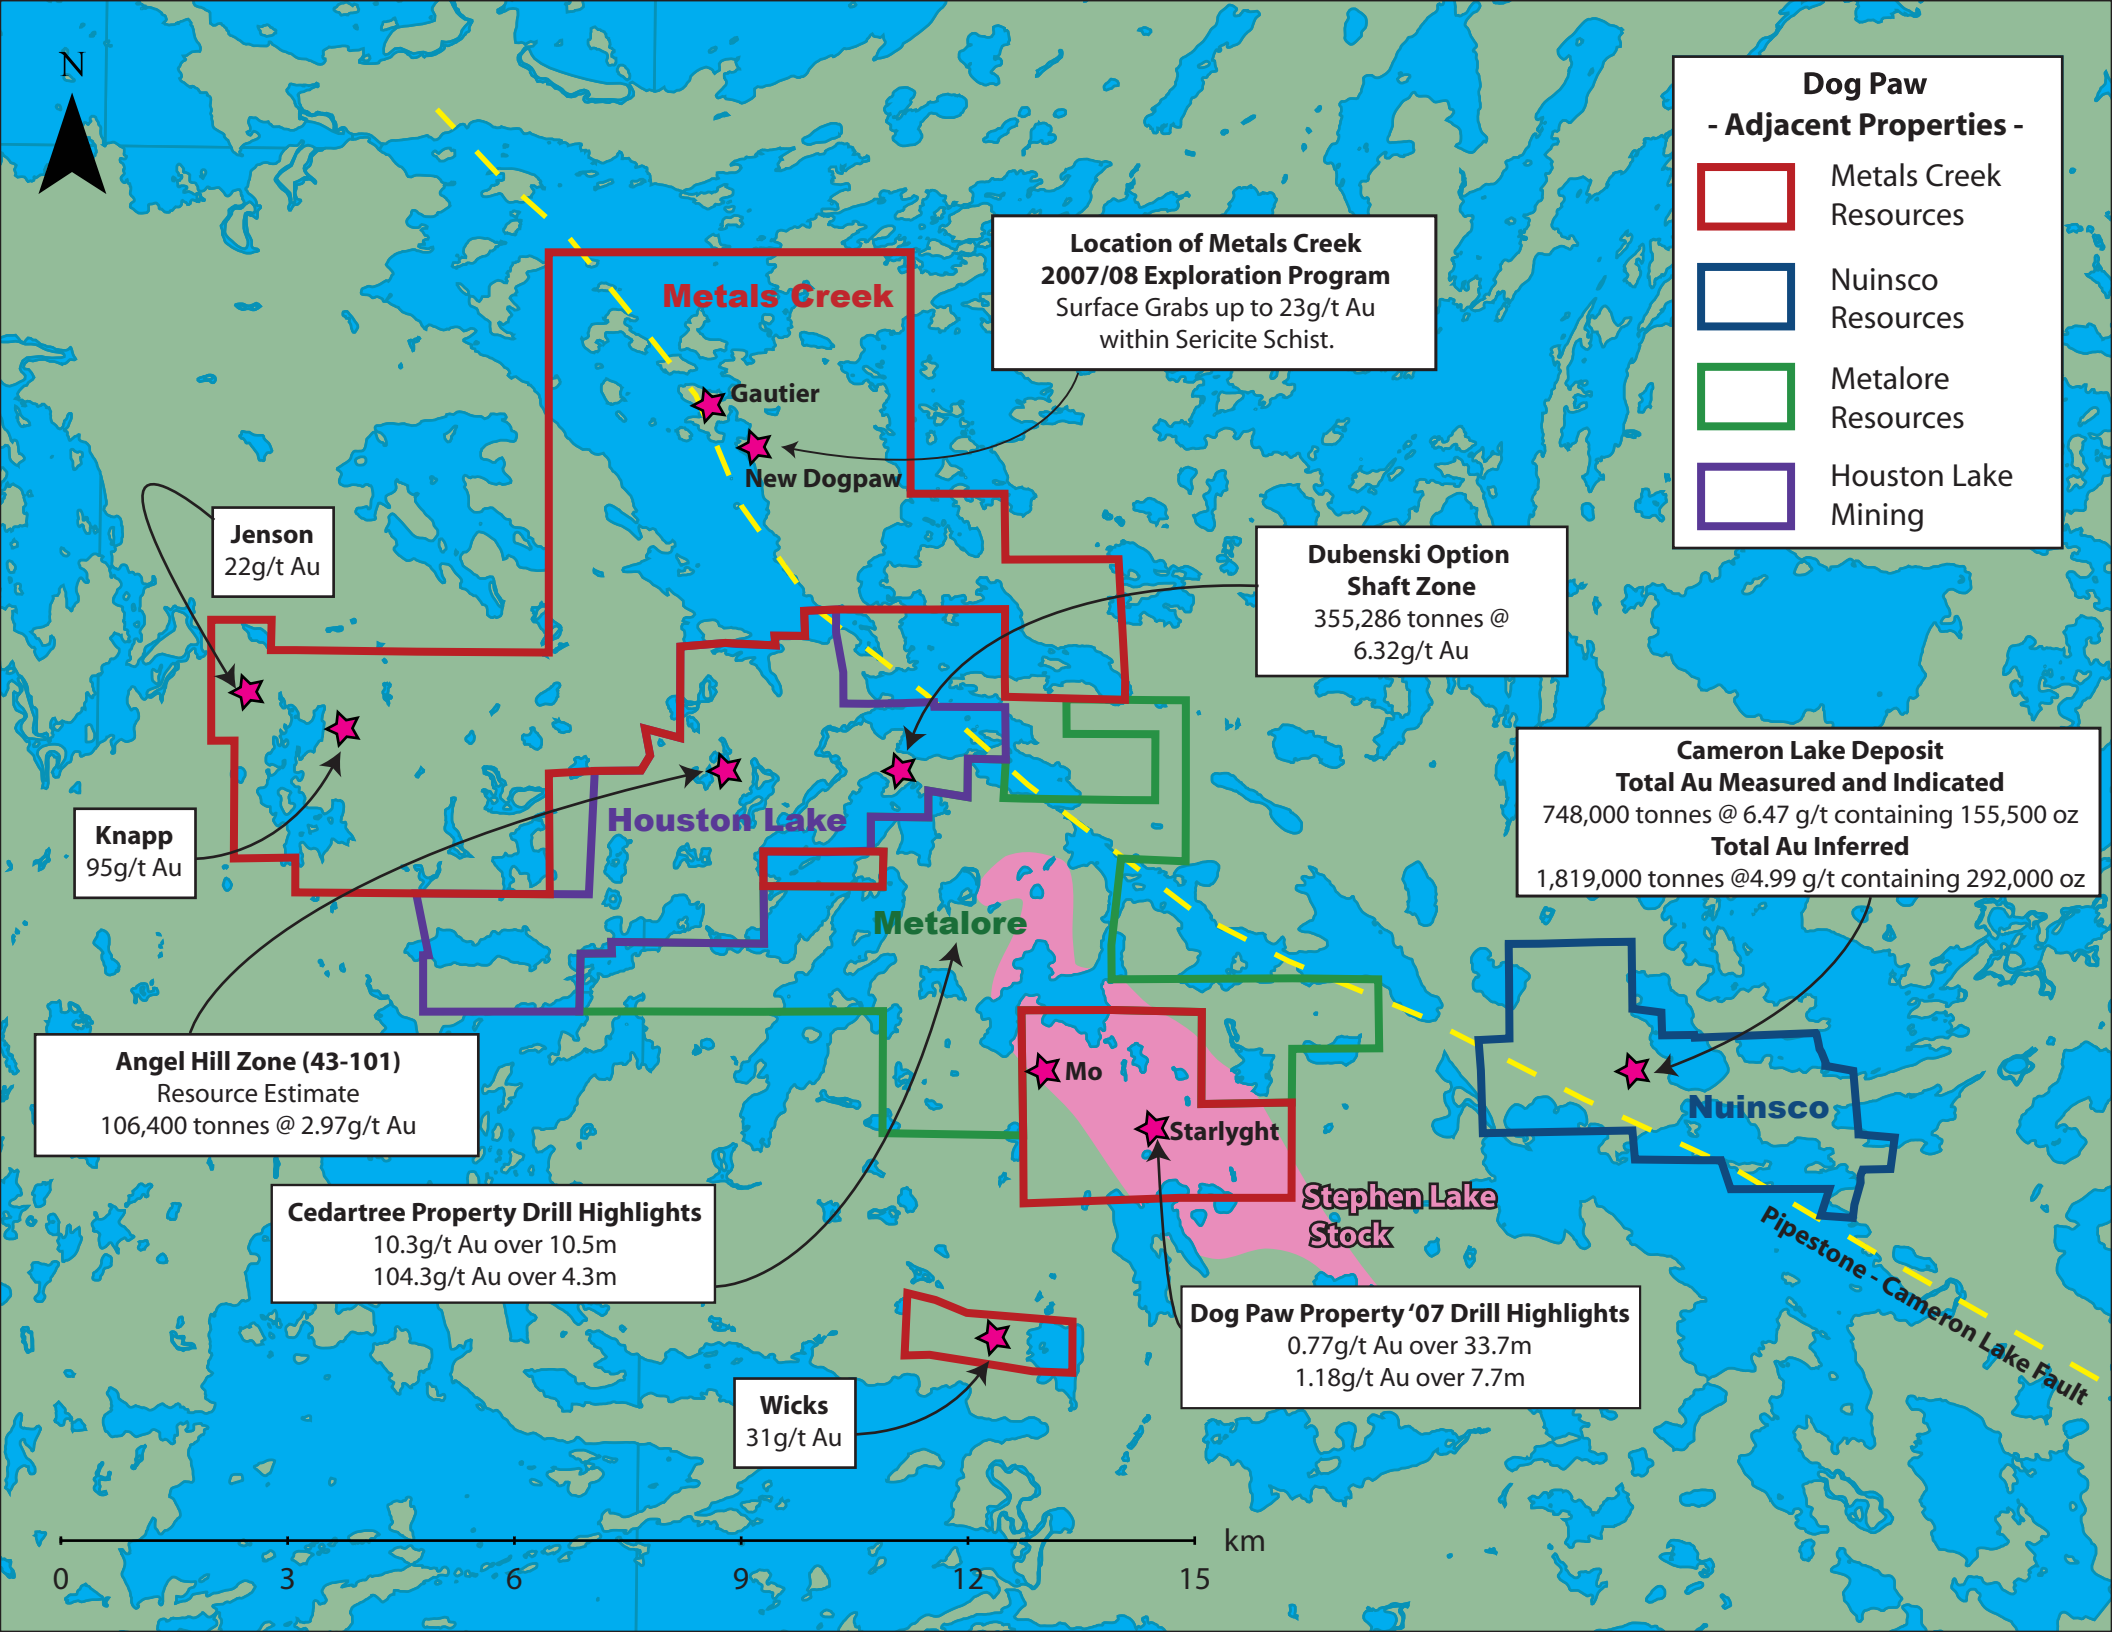 N
Dog Paw
- Adjacent Properties -
Metals Creek
Resources
Nuinsco
Resources
Metalore
Resources
Houston Lake
Mining
Location of Metals Creek
2007/08 Exploration Program
Surface Grabs up to 23g/t Au
within Sericite Schist.
Metals Creek
Gautier
New Dogpaw
Jenson
22g/t Au
Dubenski Option
Shaft Zone
355,286 tonnes @
6.32g/t Au
Cameron Lake Deposit
Total Au Measured and Indicated
748,000 tonnes @ 6.47 g/t containing 155,500 oz
Total Au Inferred
1,819,000 tonnes @4.99 g/t containing 292,000 oz
Knapp
95g/t Au
Houston Lake
Metalore
Angel Hill Zone (43-101)
Resource Estimate
106,400 tonnes @ 2.97g/t Au
Mo
Starlyght
Nuinsco
Stephen Lake
Stock
Cedartree Property Drill Highlights
10.3g/t Au over 10.5m
104.3g/t Au over 4.3m
Pipestone - Cameron Lake Fault
Dog Paw Property ‘07 Drill Highlights
0.77g/t Au over 33.7m
1.18g/t Au over 7.7m
Wicks
31g/t Au
km
0 3 6 9 12 15